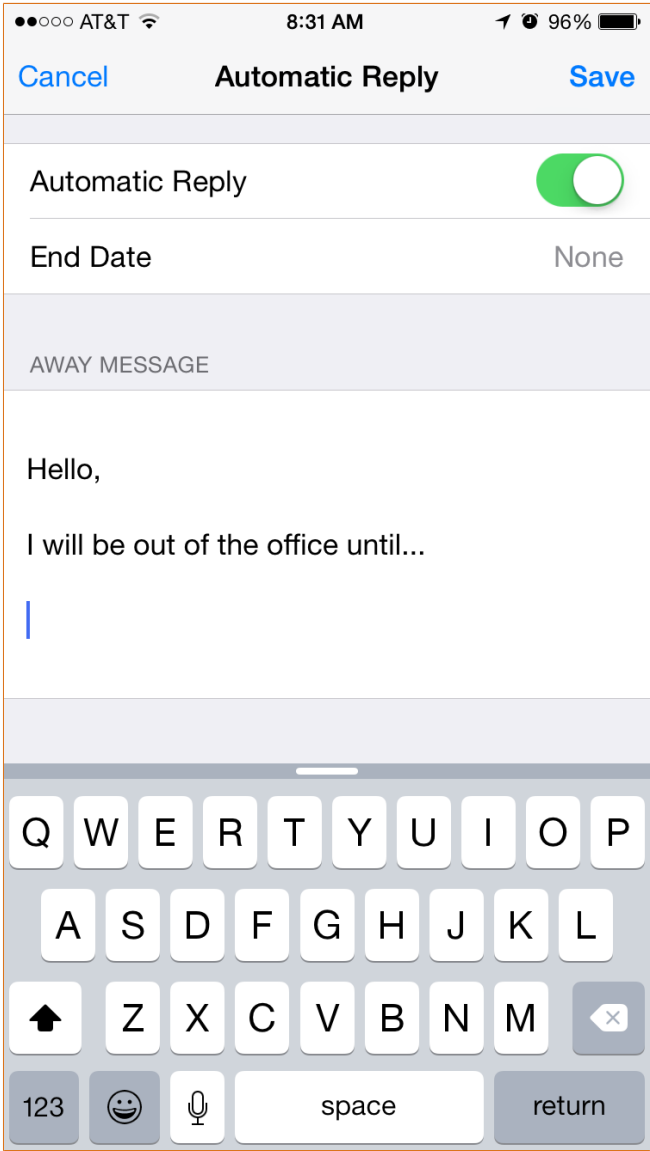 AT&T 8:31 AM 96%
Cancel Automatic Reply Save
Automatic Reply
End Date None
AWAY MESSAGE
Hello,
I will be out of the office until...
Q W E R T Y U I O P
A S D F G H J K L
Z X C V B N M
123 space return